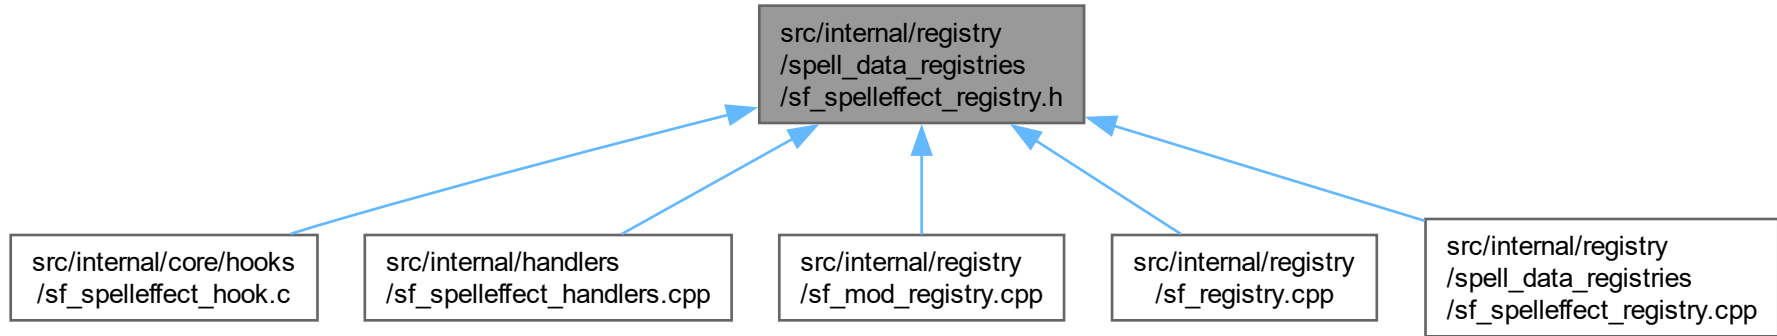 src/internal/registry
/spell_data_registries
/sf_spelleffect_registry.h
src/internal/core/hooks
/sf_spelleffect_hook.c
src/internal/handlers
/sf_spelleffect_handlers.cpp
src/internal/registry
/sf_mod_registry.cpp
src/internal/registry
/sf_registry.cpp
src/internal/registry
/spell_data_registries
/sf_spelleffect_registry.cpp